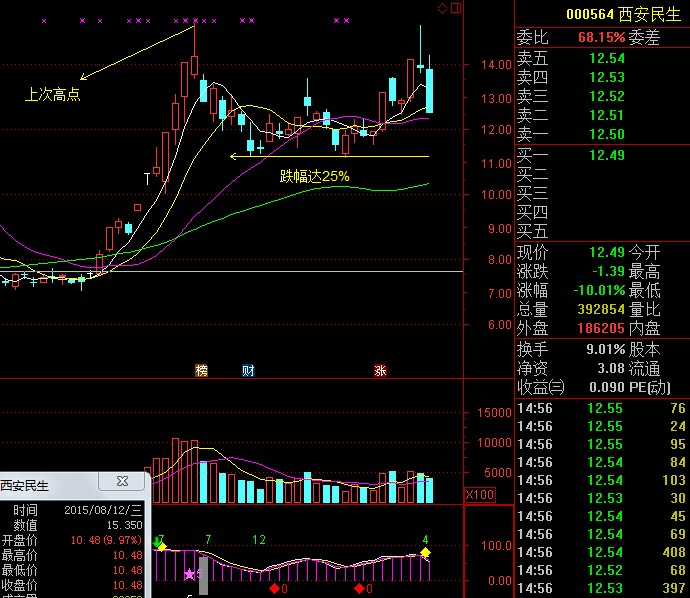 000564 西安民生
委比 68.15% 委差
卖五 12.54
卖四 12.53
卖三 12.52
卖二 12.51
卖一 12.50
买一 12.49
买二
买三
买四
买五
现价 12.49 今开
涨跌 -1.39 最高
涨幅 -10.01% 最低
总量 392854 量比
外盘 186205 内盘
换手 9.01% 股本
净资 3.08 流通
收益㈢ 0.090 PE(动)
14:56 12.55 76
14:56 12.55 24
14:56 12.55 95
14:56 12.54 84
14:56 12.54 103
14:56 12.53 30
14:56 12.54 45
14:56 12.54 69
14:56 12.54 408
14:56 12.52 68
14:56 12.53 397
上次高点
跌幅达25%
14.00
13.00
12.00
11.00
10.00
9.00
8.00
7.00
6.00
榜 财 涨
15000
10000
5000
X100
7 7 12 4
100.0
0.00
0 0
西安民生
时间 2015/08/12/三
数值 15.350
开盘价 10.48(9.97%)
最高价 10.48
最低价 10.48
收盘价 10.48